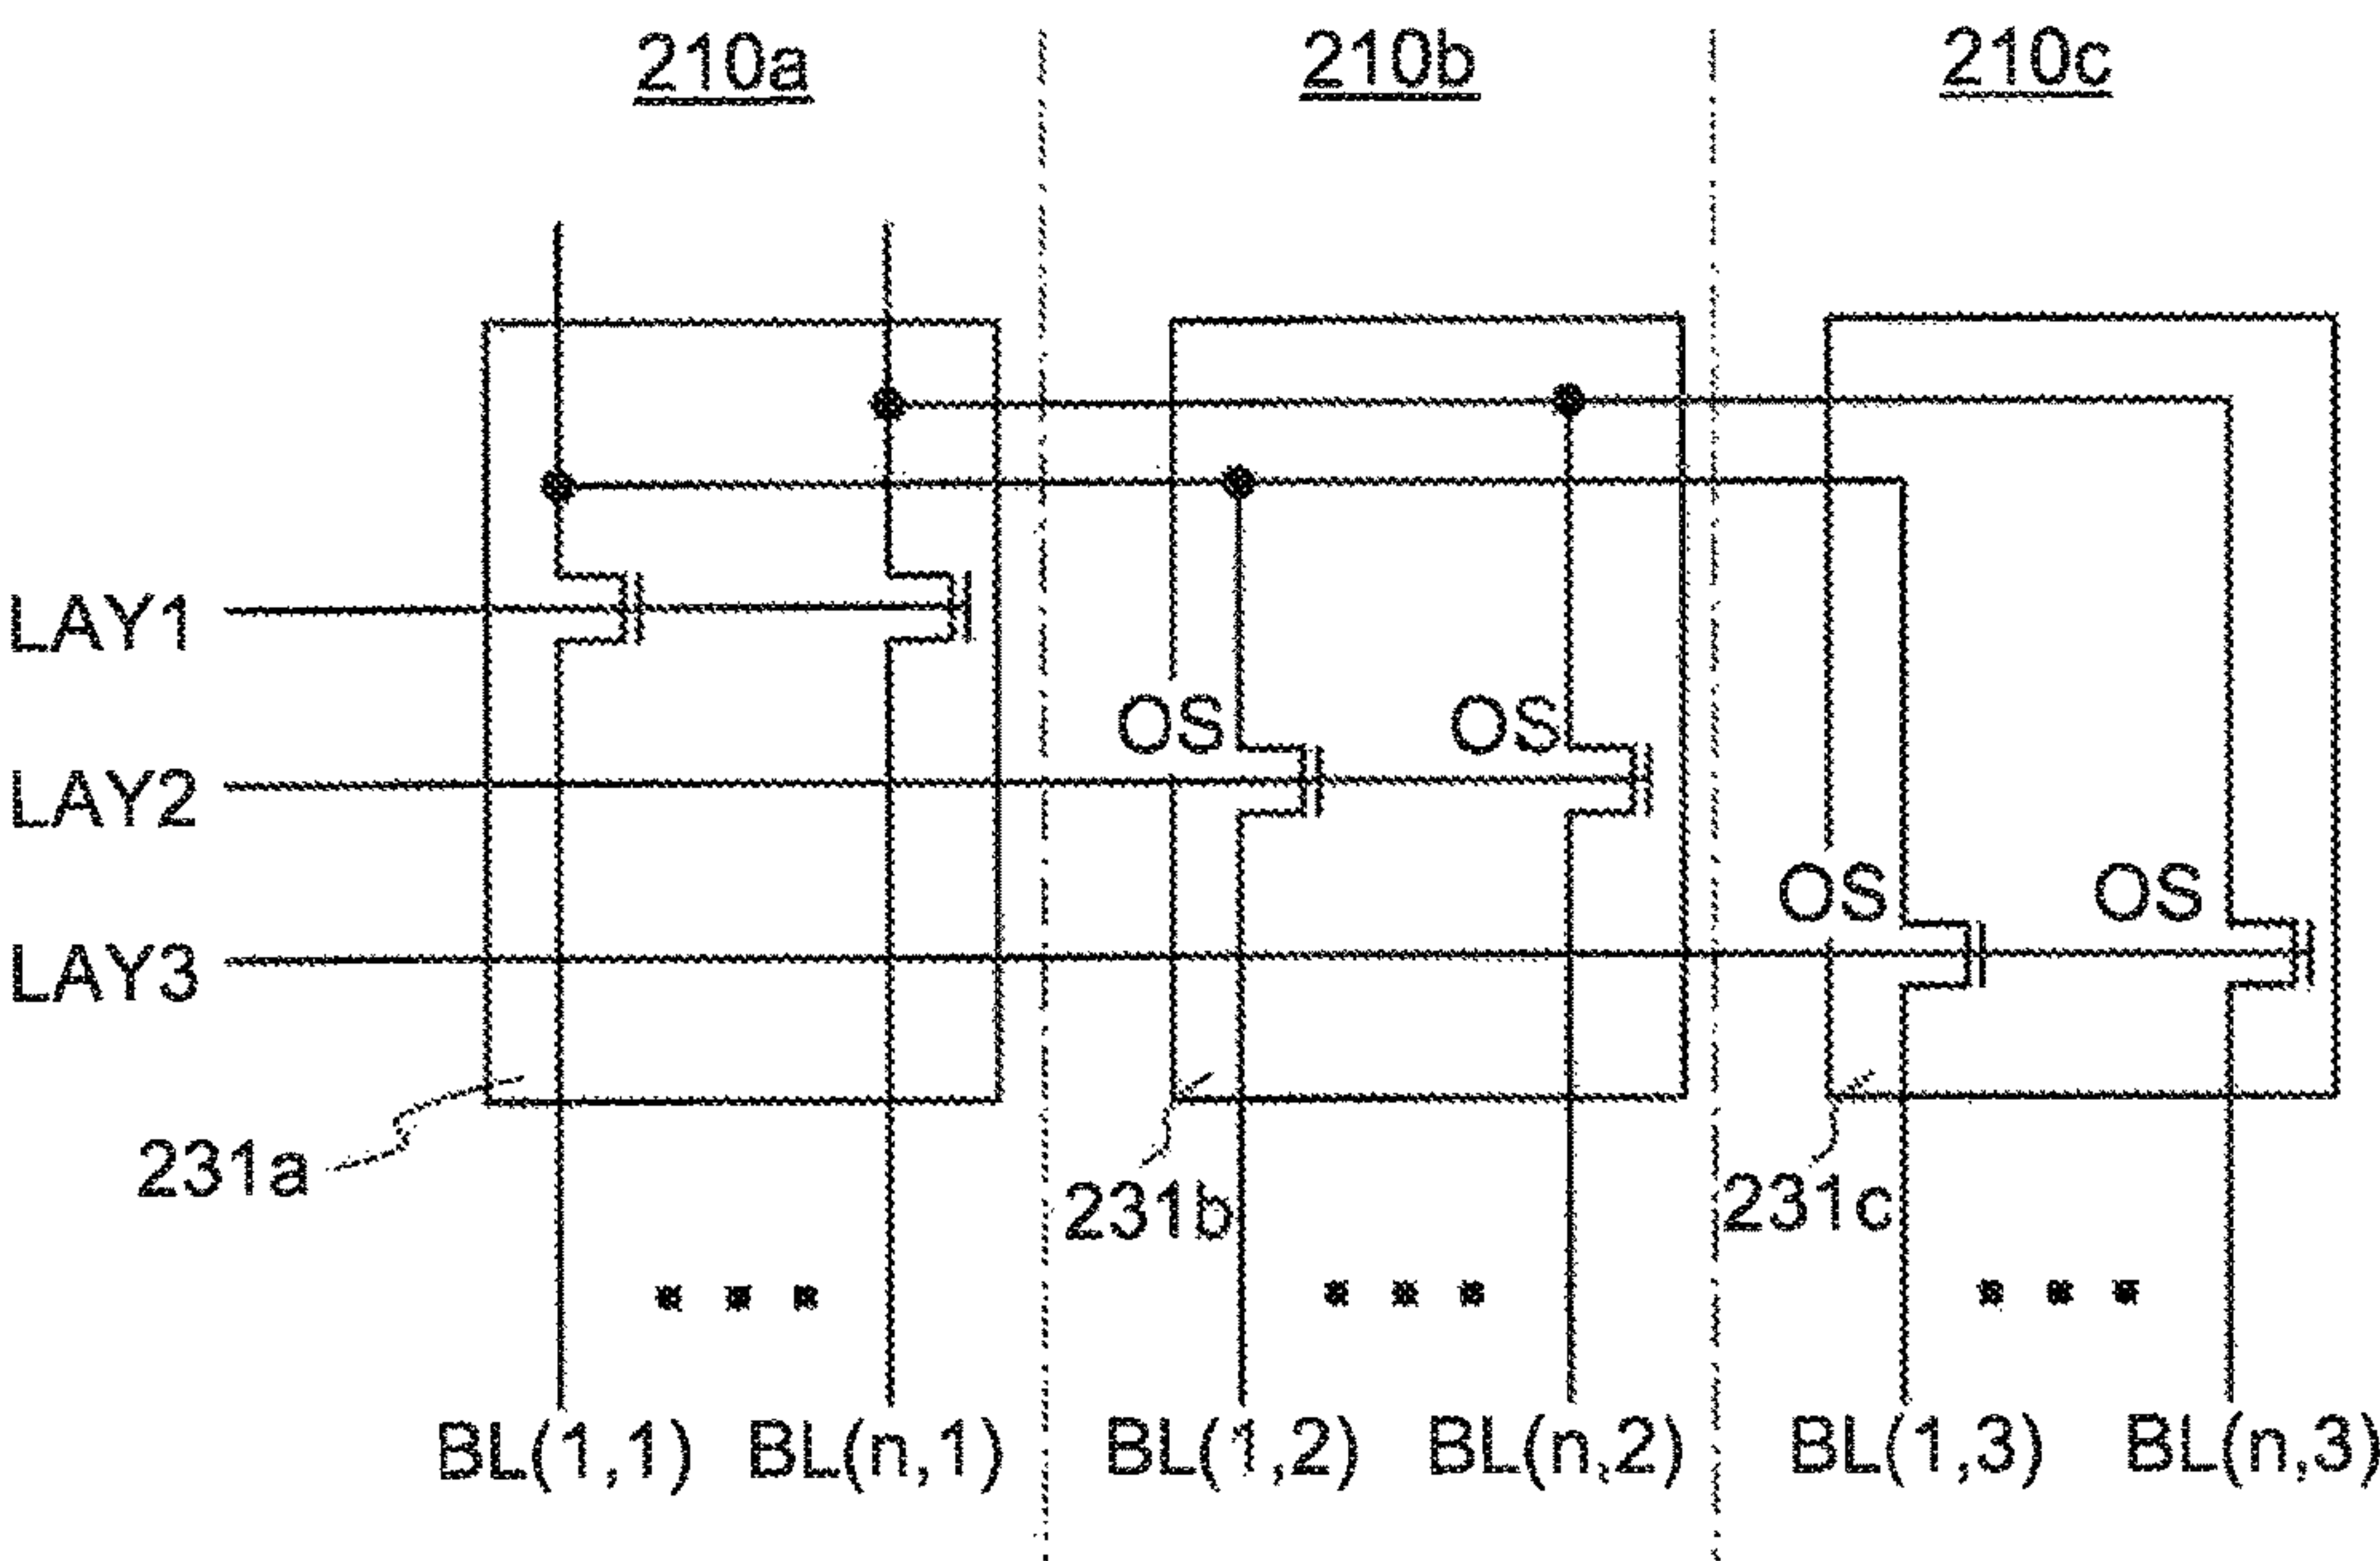 210a 210b 210c
LAY1
OS OS
LAY2
OS OS
LAY3
231a 231b 231c
BL(1,1) BL(n,1) BL(1,2) BL(n,2) BL(1,3) BL(n,3)